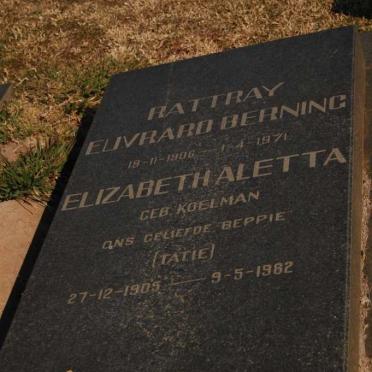 RATTRAY
EUVRARD BERNING
19-11-1906 — 1-4-1971
ELIZABETH ALETTA
GEB. KOELMAN
ONS GELIEFDE BEPPIE
(TATIE)
27-12-1905 — 9-5-1982